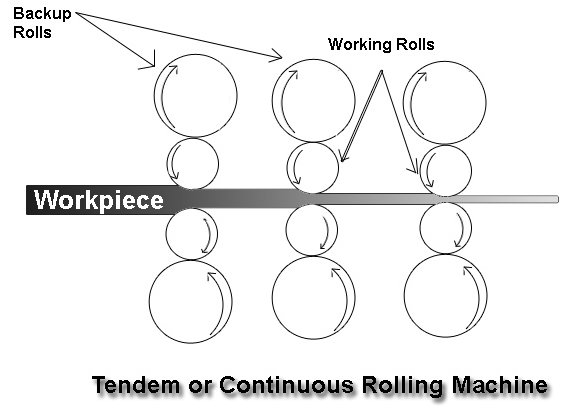 Backup
Rolls
Working Rolls
Workpiece
Tendem or Continuous Rolling Machine